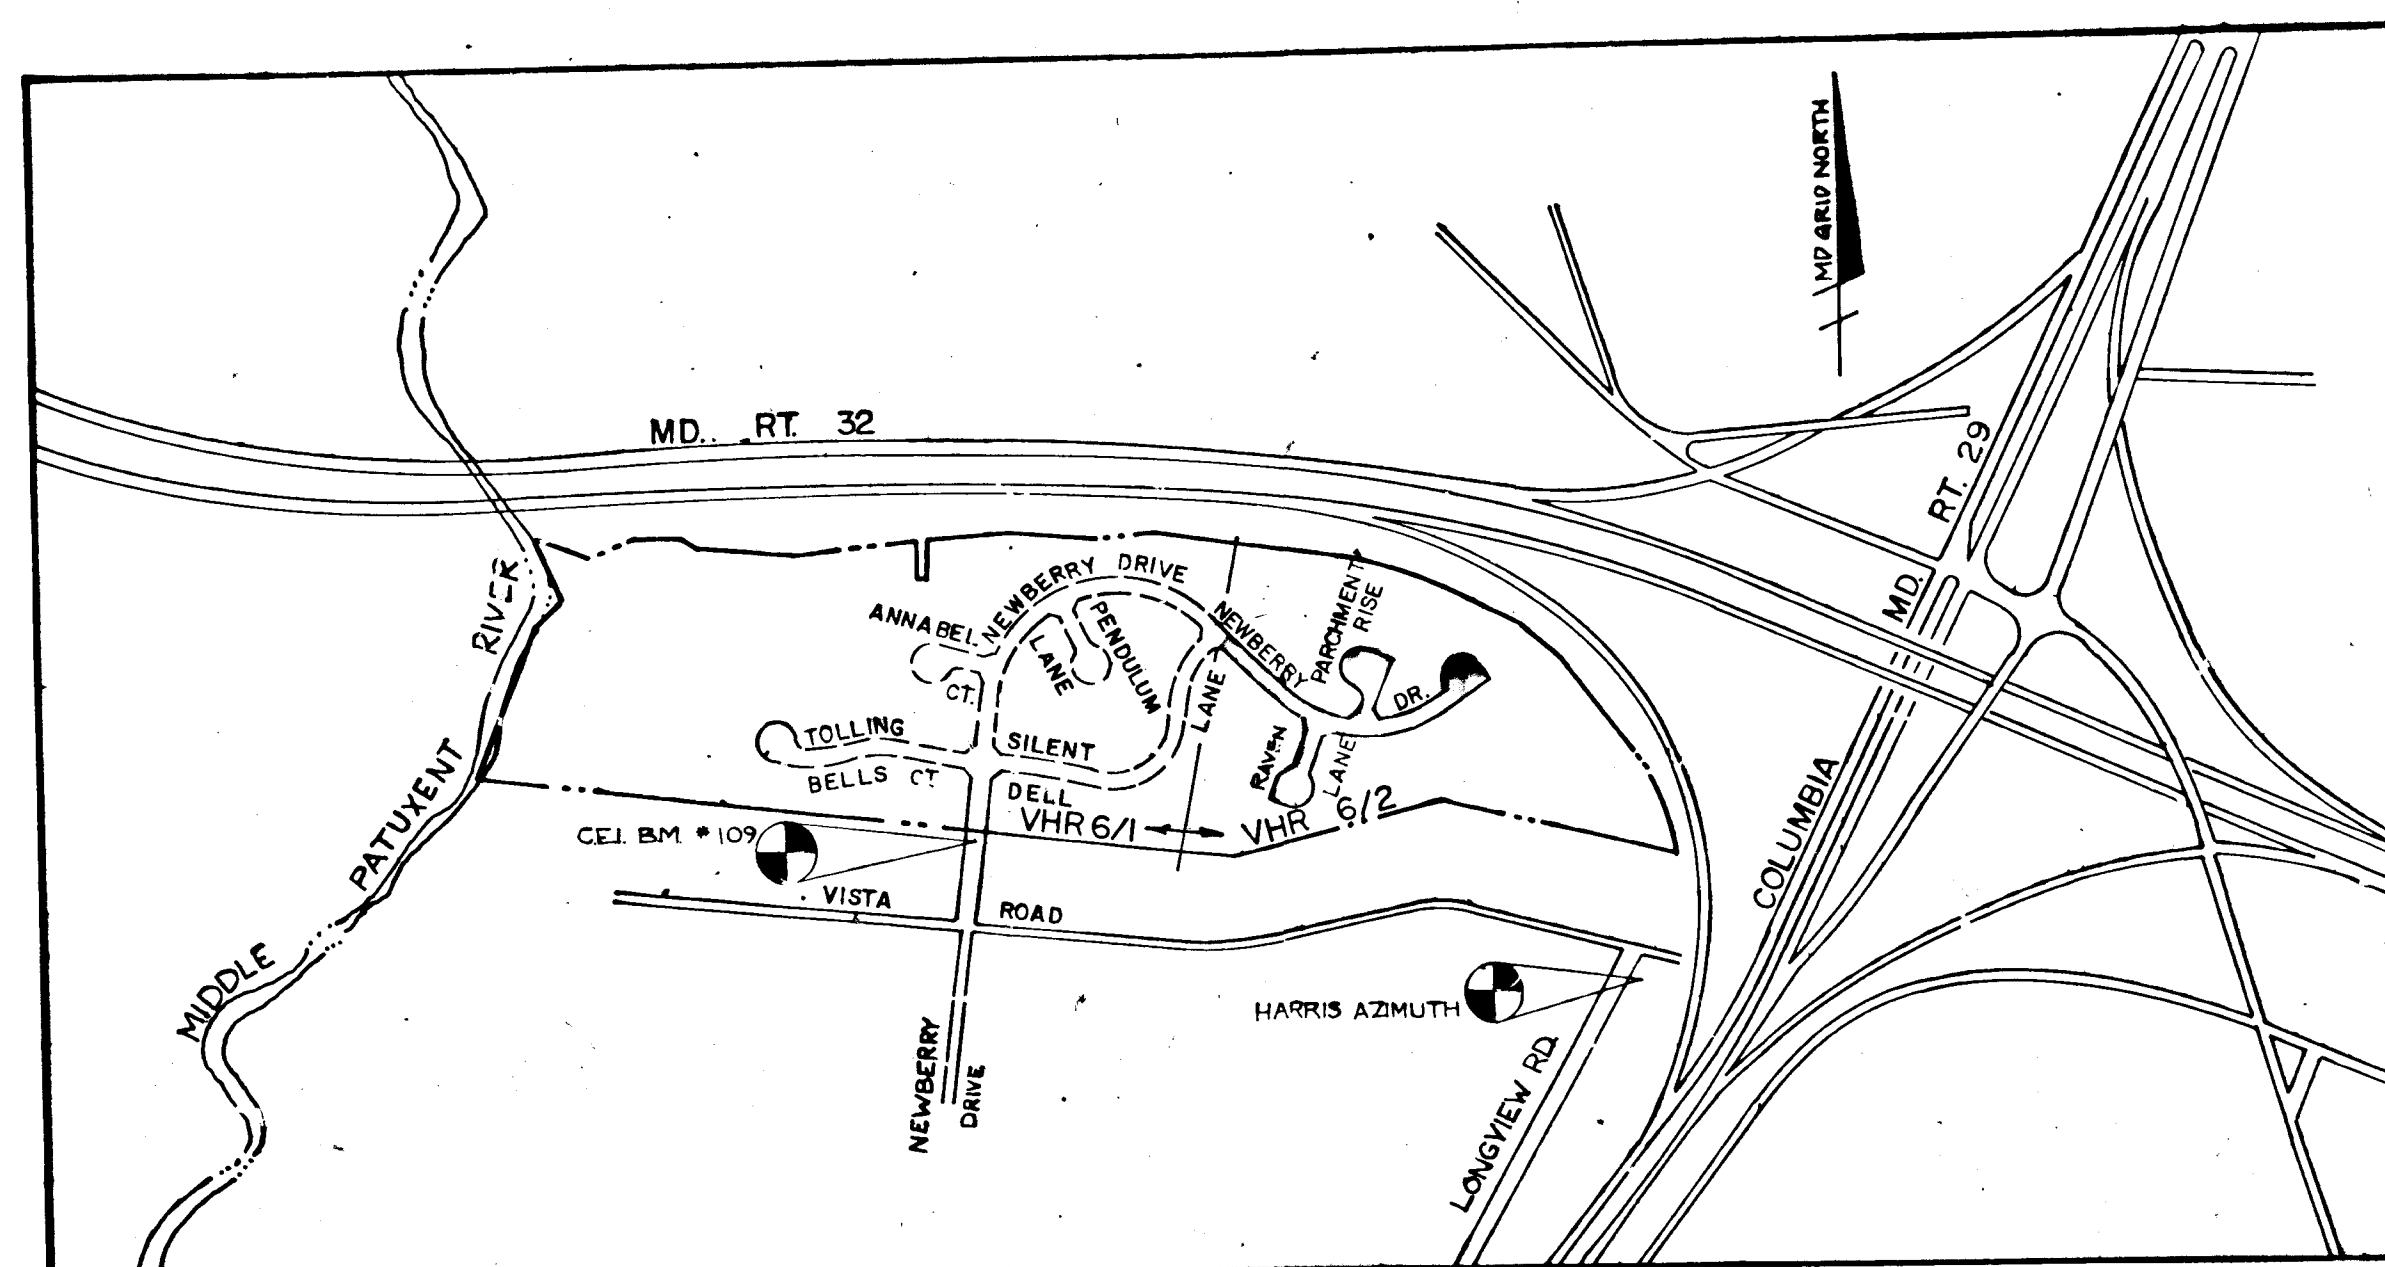 MD GRID NORTH
MD. RT. 32
MD. RT. 29
COLUMBIA
MIDDLE PATUXENT RIVER
NEWBERRY DRIVE
ANNABEL
CT.
PENDULUM
LANE
NEWBERRY
DR.
PARCHMENT
RISE
TOLLING
BELLS CT.
SILENT
DELL
LANE
RAVEN
LANE
VHR 6/1
VHR 6/2
C.E.I. B.M. #109
VISTA ROAD
HARRIS AZIMUTH
NEWBERRY
DRIVE
LONGVIEW RD.